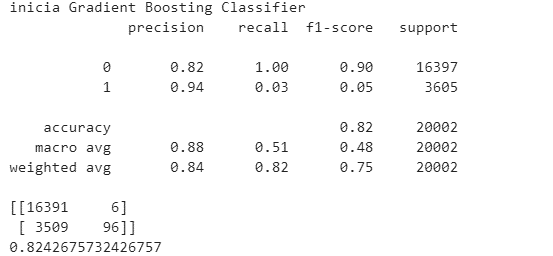 inicia Gradient Boosting Classifier
precision recall f1-score support
0 0.82 1.00 0.90 16397
1 0.94 0.03 0.05 3605
accuracy 0.82 20002
macro avg 0.88 0.51 0.48 20002
weighted avg 0.84 0.82 0.75 20002
[[16391 6]
[ 3509 96]]
0.8242675732426757